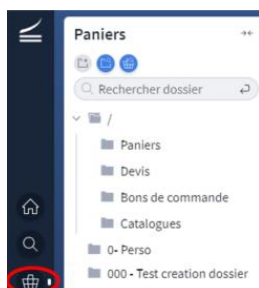 Paniers
Rechercher dossier
/
Paniers
Devis
Bons de commande
Catalogues
0- Perso
000 - Test creation dossier